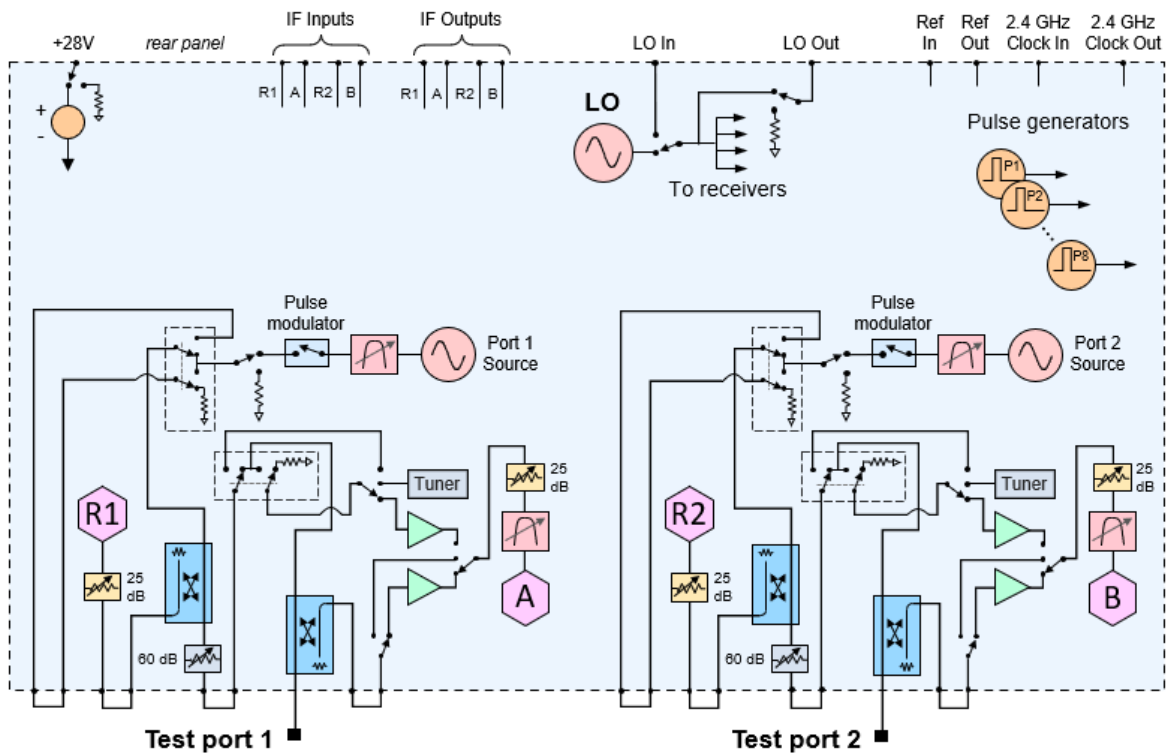 IF Inputs
IF Outputs
Ref In
Ref Out
2.4 GHz Clock In
2.4 GHz Clock Out
+28V
rear panel
LO In
LO Out
R1
A
R2
B
R1
A
R2
B
+
-
LO
To receivers
Pulse generators
P1
P2
P8
Pulse
modulator
Port 1
Source
Pulse
modulator
Port 2
Source
Tuner
25
dB
Tuner
25
dB
R1
25
dB
A
R2
25
dB
B
60 dB
60 dB
Test port 1
Test port 2